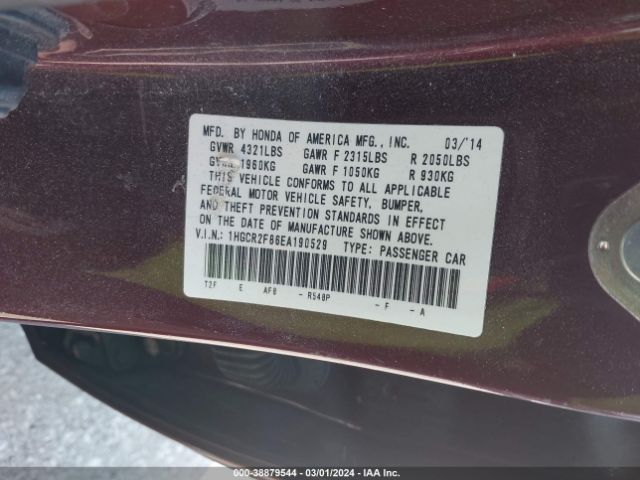 MFD. BY HONDA OF AMERICA MFG., INC. 03/'14
GVWR 4321LBS GAWR F 2315LBS R 2050LBS
1960KG GAWR F 1050KG R 930KG
THIS VEHICLE CONFORMS TO ALL APPLICABLE
FEDERAL MOTOR VEHICLE SAFETY, BUMPER,
AND THEFT PREVENTION STANDARDS IN EFFECT
ON THE DATE OF MANUFACTURE SHOWN ABOVE.
V.I.N.: 1HGCR2F86EA190529 TYPE: PASSENGER CAR
T2F E AF8 - R548P - F - A
000-38879544 - 03/01/2024 - IAA Inc.